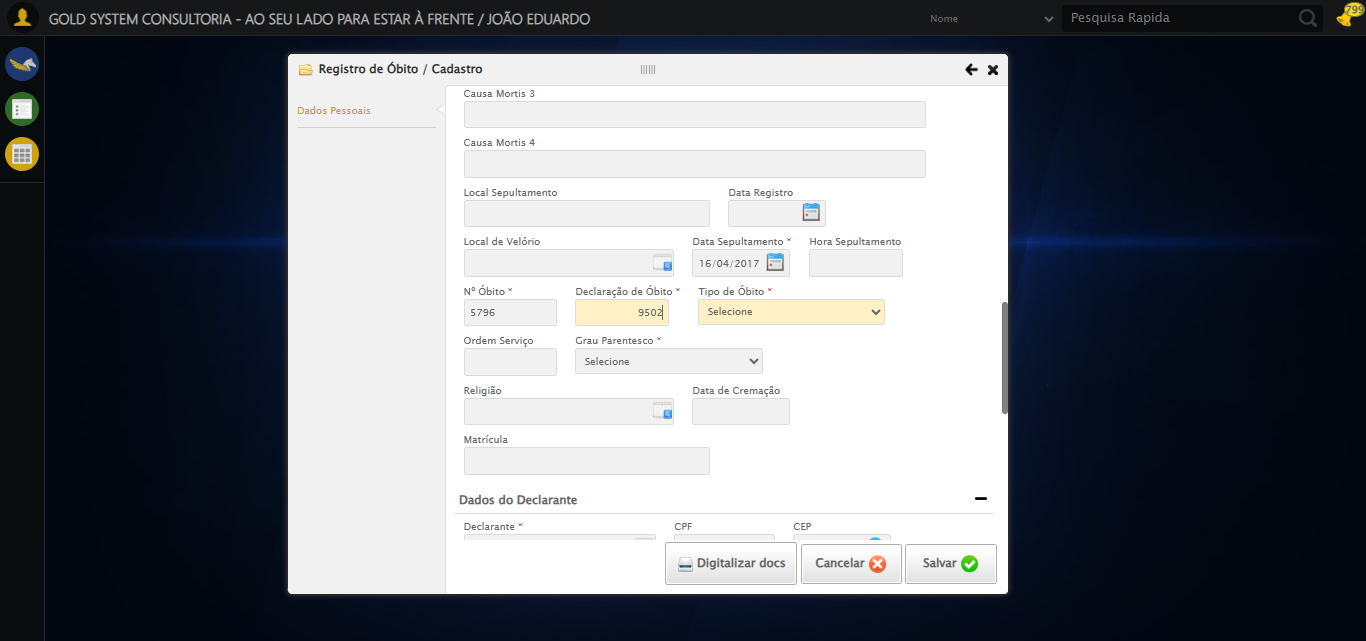 GOLD SYSTEM CONSULTORIA - AO SEU LADO PARA ESTAR À FRENTE / JOÃO EDUARDO
Nome
Pesquisa Rapida
799
Registro de Óbito / Cadastro
Dados Pessoais
Causa Mortis 3
Causa Mortis 4
Local Sepultamento
Data Registro
Local de Velório
Data Sepultamento *
Hora Sepultamento
16/04/2017
Nº Óbito *
Declaração de Óbito *
Tipo de Óbito *
5796
9502
Selecione
Ordem Serviço
Grau Parentesco *
Selecione
Religião
Data de Cremação
Matrícula
Dados do Declarante
Declarante *
CPF
CEP
Digitalizar docs
Cancelar
Salvar